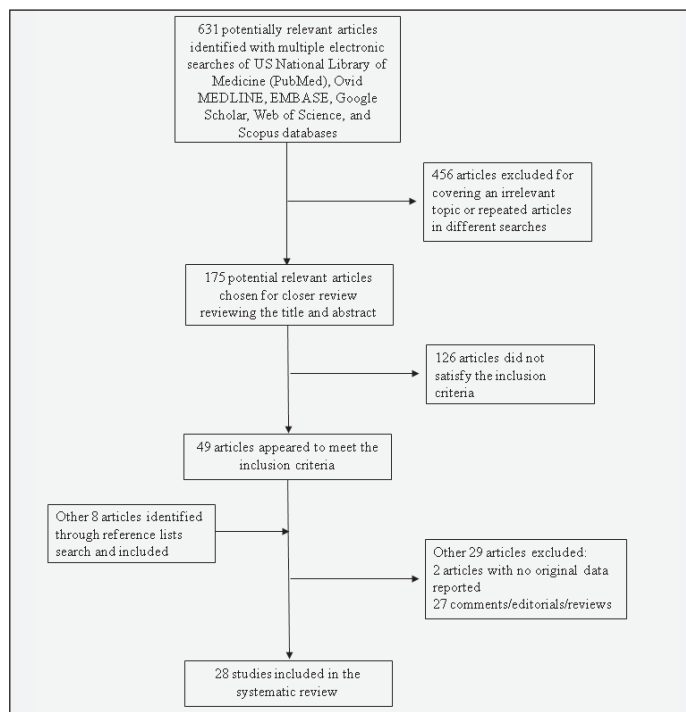 631 potentially relevant articles
identified with multiple electronic
searches of US National Library of
Medicine (PubMed), Ovid
MEDLINE, EMBASE, Google
Scholar, Web of Science, and
Scopus databases
456 articles excluded for
covering an irrelevant
topic or repeated articles
in different searches
175 potential relevant articles
chosen for closer review
reviewing the title and abstract
126 articles did not
satisfy the inclusion
criteria
49 articles appeared to meet the
inclusion criteria
Other 8 articles identified
through reference lists
search and included
Other 29 articles excluded:
2 articles with no original data
reported
27 comments/editorials/reviews
28 studies included in the
systematic review